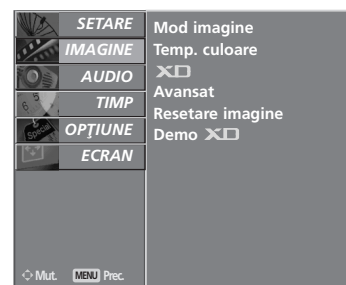 SETARE
IMAGINE
AUDIO
TIMP
OPŢIUNE
ECRAN
Mod imagine
Temp. culoare
XD
Avansat
Resetare imagine
Demo XD
Mut. MENU Prec.